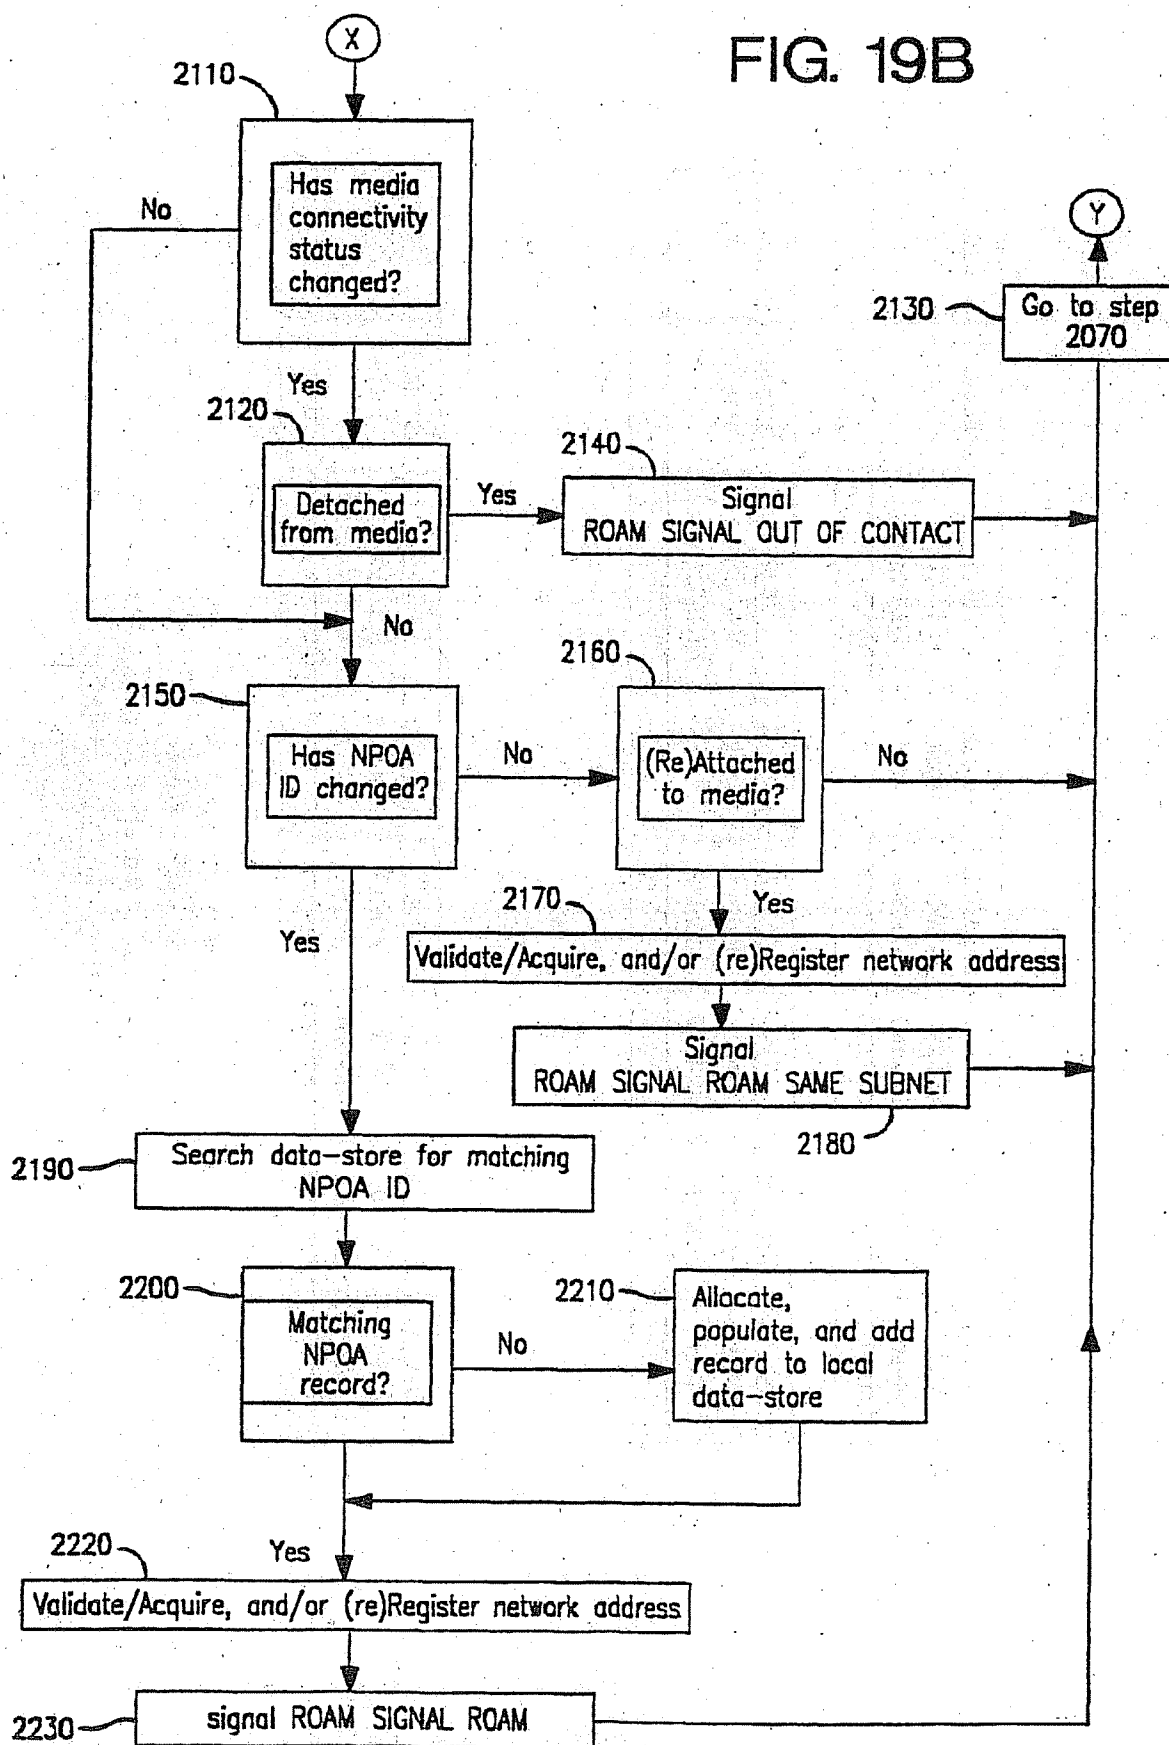 X
FIG. 19B
2110
Has media
connectivity
status
changed?
No
Y
2130
Go to step
2070
Yes
2120
Detached
from media?
Yes
2140
Signal
ROAM SIGNAL OUT OF CONTACT
No
2150
Has NPOA
ID changed?
No
2160
(Re)Attached
to media?
No
Yes
2170
Yes
Validate/Acquire, and/or (re)Register network address
Signal
ROAM SIGNAL ROAM SAME SUBNET
2180
2190
Search data-store for matching
NPOA ID
2200
Matching
NPOA
record?
No
2210
Allocate,
populate, and add
record to local
data-store
2220
Yes
Validate/Acquire, and/or (re)Register network address
2230
signal ROAM SIGNAL ROAM